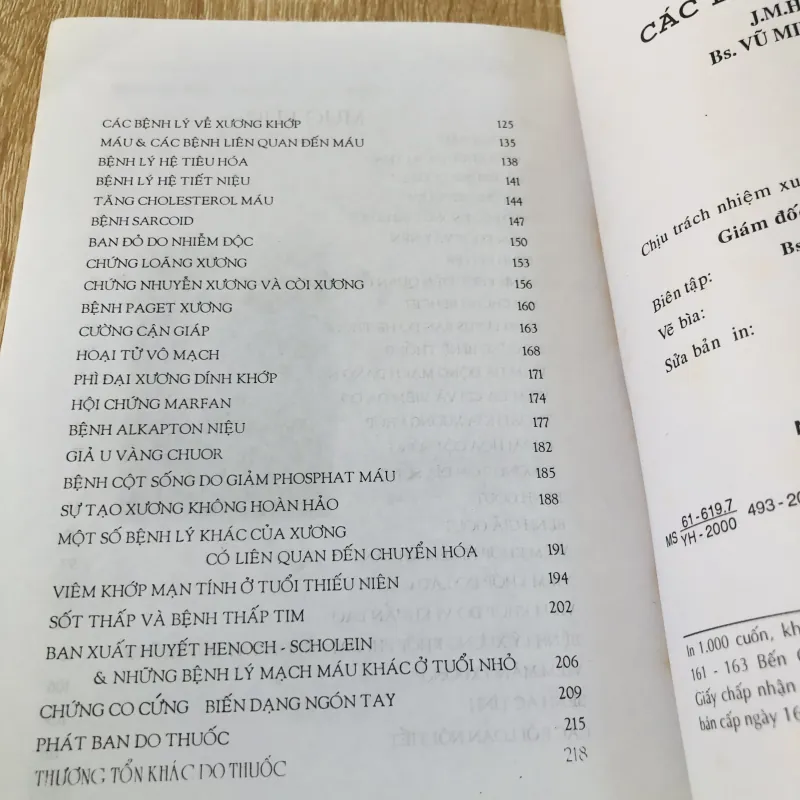 CÁC BỆNH LÝ VỀ XƯƠNG KHỚP 125
MÁU & CÁC BỆNH LIÊN QUAN ĐẾN MÁU 135
BỆNH LÝ HỆ TIÊU HÓA 138
BỆNH LÝ HỆ TIẾT NIỆU 141
TĂNG CHOLESTEROL MÁU 144
BỆNH SARCOID 147
BAN ĐỎ DO NHIỄM ĐỘC 150
CHỨNG LOÃNG XƯƠNG 153
CHỨNG NHUYỄN XƯƠNG VÀ CÒI XƯƠNG 156
BỆNH PAGET XƯƠNG 160
CƯỜNG CẬN GIÁP 163
HOẠI TỬ VÔ MẠCH 168
PHÌ ĐẠI XƯƠNG DÍNH KHỚP 171
HỘI CHỨNG MARFAN 174
BỆNH ALKAPTON NIỆU 177
GIẢ U VÀNG CHUOR 182
BỆNH CỘT SỐNG DO GIẢM PHOSPHAT MÁU 185
SỰ TẠO XƯƠNG KHÔNG HOÀN HẢO 188
MỘT SỐ BỆNH LÝ KHÁC CỦA XƯƠNG
CÓ LIÊN QUAN ĐẾN CHUYỂN HÓA 191
VIÊM KHỚP MẠN TÍNH Ở TUỔI THIẾU NIÊN 194
SỐT THẤP VÀ BỆNH THẤP TIM 202
BAN XUẤT HUYẾT HENOCH - SCHOLEIN
& NHỮNG BỆNH LÝ MẠCH MÁU KHÁC Ở TUỔI NHỎ 206
CHỨNG CO CỨNG BIẾN DẠNG NGÓN TAY 209
PHÁT BAN DO THUỐC 215
THƯƠNG TỔN KHÁC DO THUỐC 218
CÁC
J.M.H
Bs. VŨ MI
Chịu trách nhiệm xu
Giám đố
Bs
Biên tập:
Vẽ bìa:
Sửa bản in:
MS 61-619.7 493-20
YH-2000
In 1.000 cuốn, kh
161 - 163 Bến
Giấy chấp nhận
bản cấp ngày 16